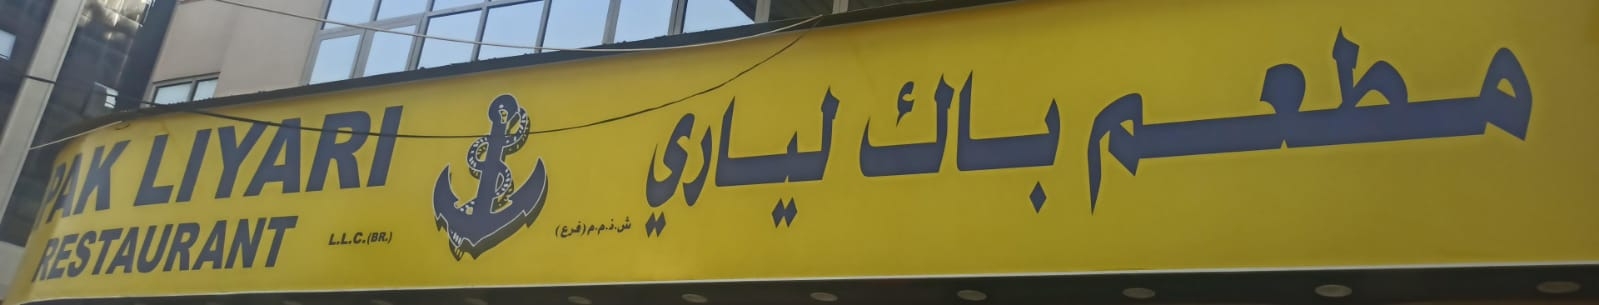 PAK LIYARI
RESTAURANT
L.L.C.(BR.)
مطعم باك لياري
ش.ذ.م.م (فرع)